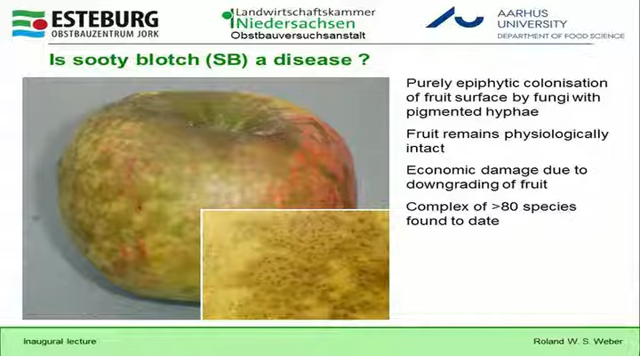 ESTEBURG
OBSTBAUZENTRUM JORK
Landwirtschaftskammer
Niedersachsen
Obstbauversuchsanstalt
AARHUS
UNIVERSITY
DEPARTMENT OF FOOD SCIENCE
Is sooty blotch (SB) a disease ?
Purely epiphytic colonisation
of fruit surface by fungi with
pigmented hyphae
Fruit remains physiologically
intact
Economic damage due to
downgrading of fruit
Complex of >80 species
found to date
Inaugural lecture
Roland W. S. Weber